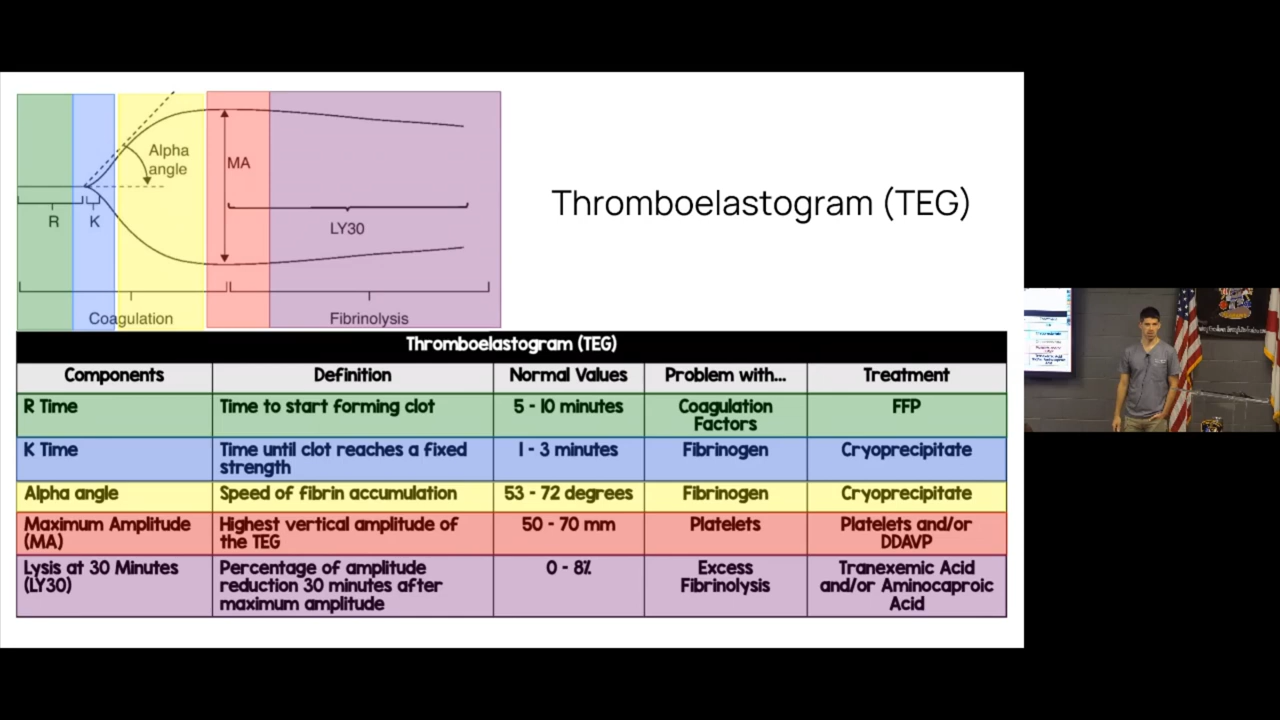 Alpha
angle
MA
R
K
LY30
Coagulation
Fibrinolysis
Thromboelastogram (TEG)
Thromboelastogram (TEG)
Components
Definition
Normal Values
Problem with...
Treatment
R Time
Time to start forming clot
5 - 10 minutes
Coagulation
Factors
FFP
K Time
Time until clot reaches a fixed
strength
1 - 3 minutes
Fibrinogen
Cryoprecipitate
Alpha angle
Speed of fibrin accumulation
53 - 72 degrees
Fibrinogen
Cryoprecipitate
Maximum Amplitude
(MA)
Highest vertical amplitude of
the TEG
50 - 70 mm
Platelets
Platelets and/or
DDAVP
Lysis at 30 Minutes
(LY30)
Percentage of amplitude
reduction 30 minutes after
maximum amplitude
0 - 8%
Excess
Fibrinolysis
Tranexemic Acid
and/or Aminocaproic
Acid